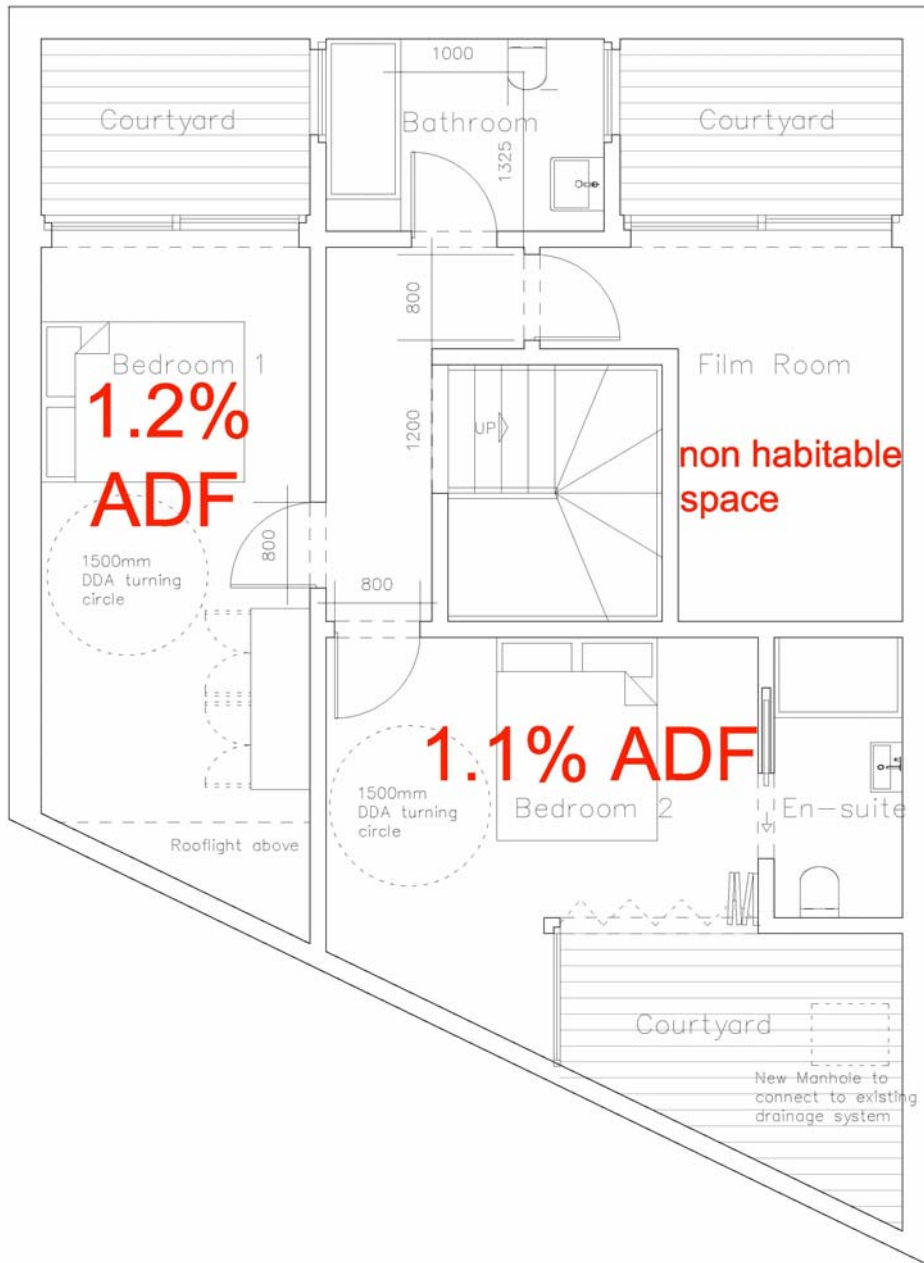 1000
Courtyard
Bathroom
Courtyard
1325
800
Bedroom 1
Film Room
1.2%
ADF
1200
UP
non habitable
space
1500mm
DDA turning
circle
800
800
1.1% ADF
1500mm
DDA turning
circle
Bedroom 2
En-suite
Rooflight above
Courtyard
New Manhole to
connect to existing
drainage system